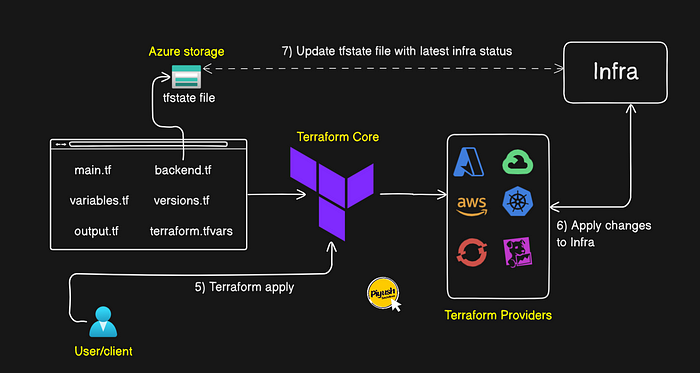 Azure storage
7) Update tfstate file with latest infra status
Infra
tfstate file
Terraform Core
main.tf
backend.tf
variables.tf
versions.tf
output.tf
terraform.tfvars
aws
6) Apply changes
to Infra
5) Terraform apply
Piyush
Terraform Providers
User/client